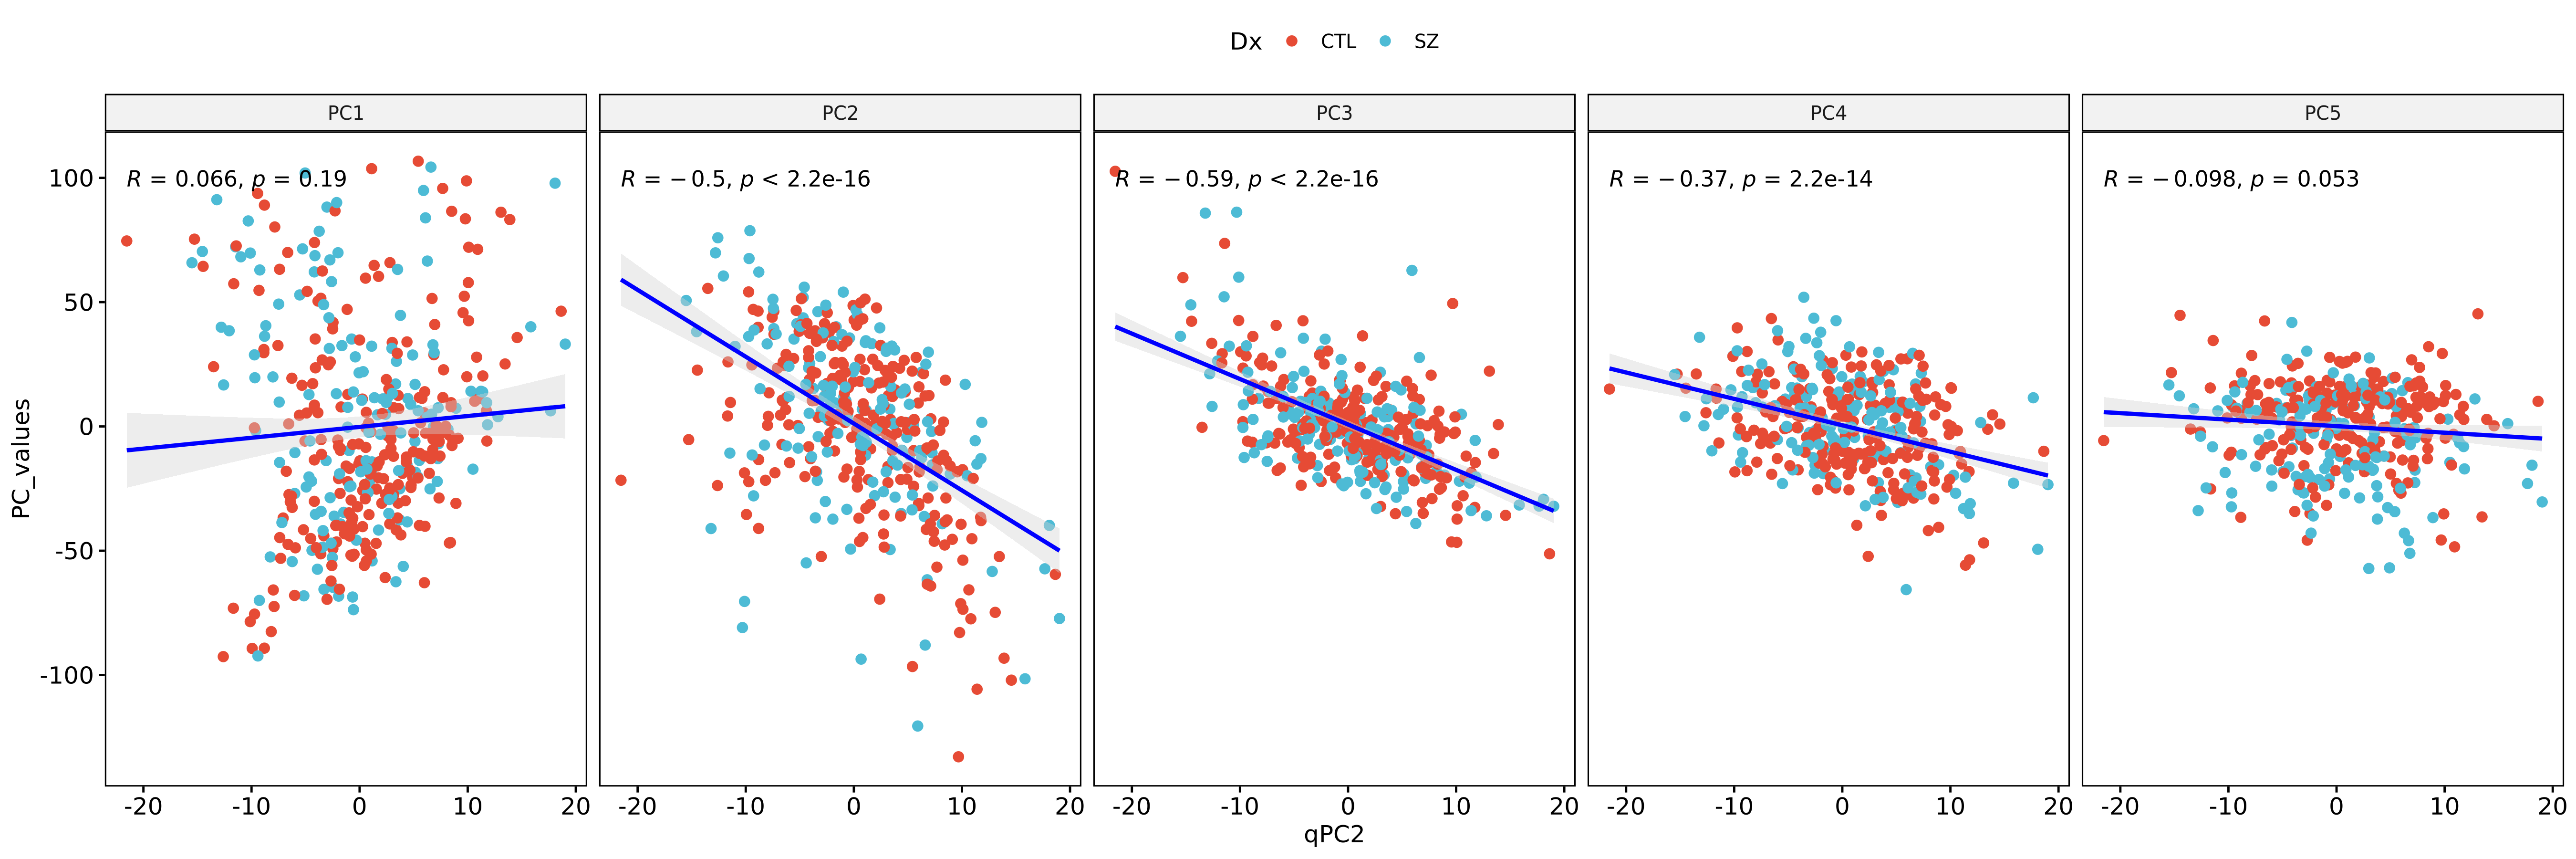 Dx CTL SZ
PC1 PC2 PC3 PC4 PC5
R = 0.066, p = 0.19
R = −0.5, p < 2.2e-16
R = −0.59, p < 2.2e-16
R = −0.37, p = 2.2e-14
R = −0.098, p = 0.053
100
50
0
-50
-100
PC_values
-20 -10 0 10 20 -20 -10 0 10 20 -20 -10 0 10 20 -20 -10 0 10 20 -20 -10 0 10 20
qPC2